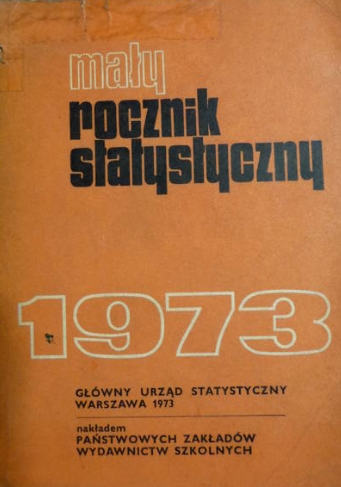 mały
rocznik
statystyczny
1973
GŁÓWNY URZĄD STATYSTYCZNY
WARSZAWA 1973
nakładem
PAŃSTWOWYCH ZAKŁADÓW
WYDAWNICTW SZKOLNYCH